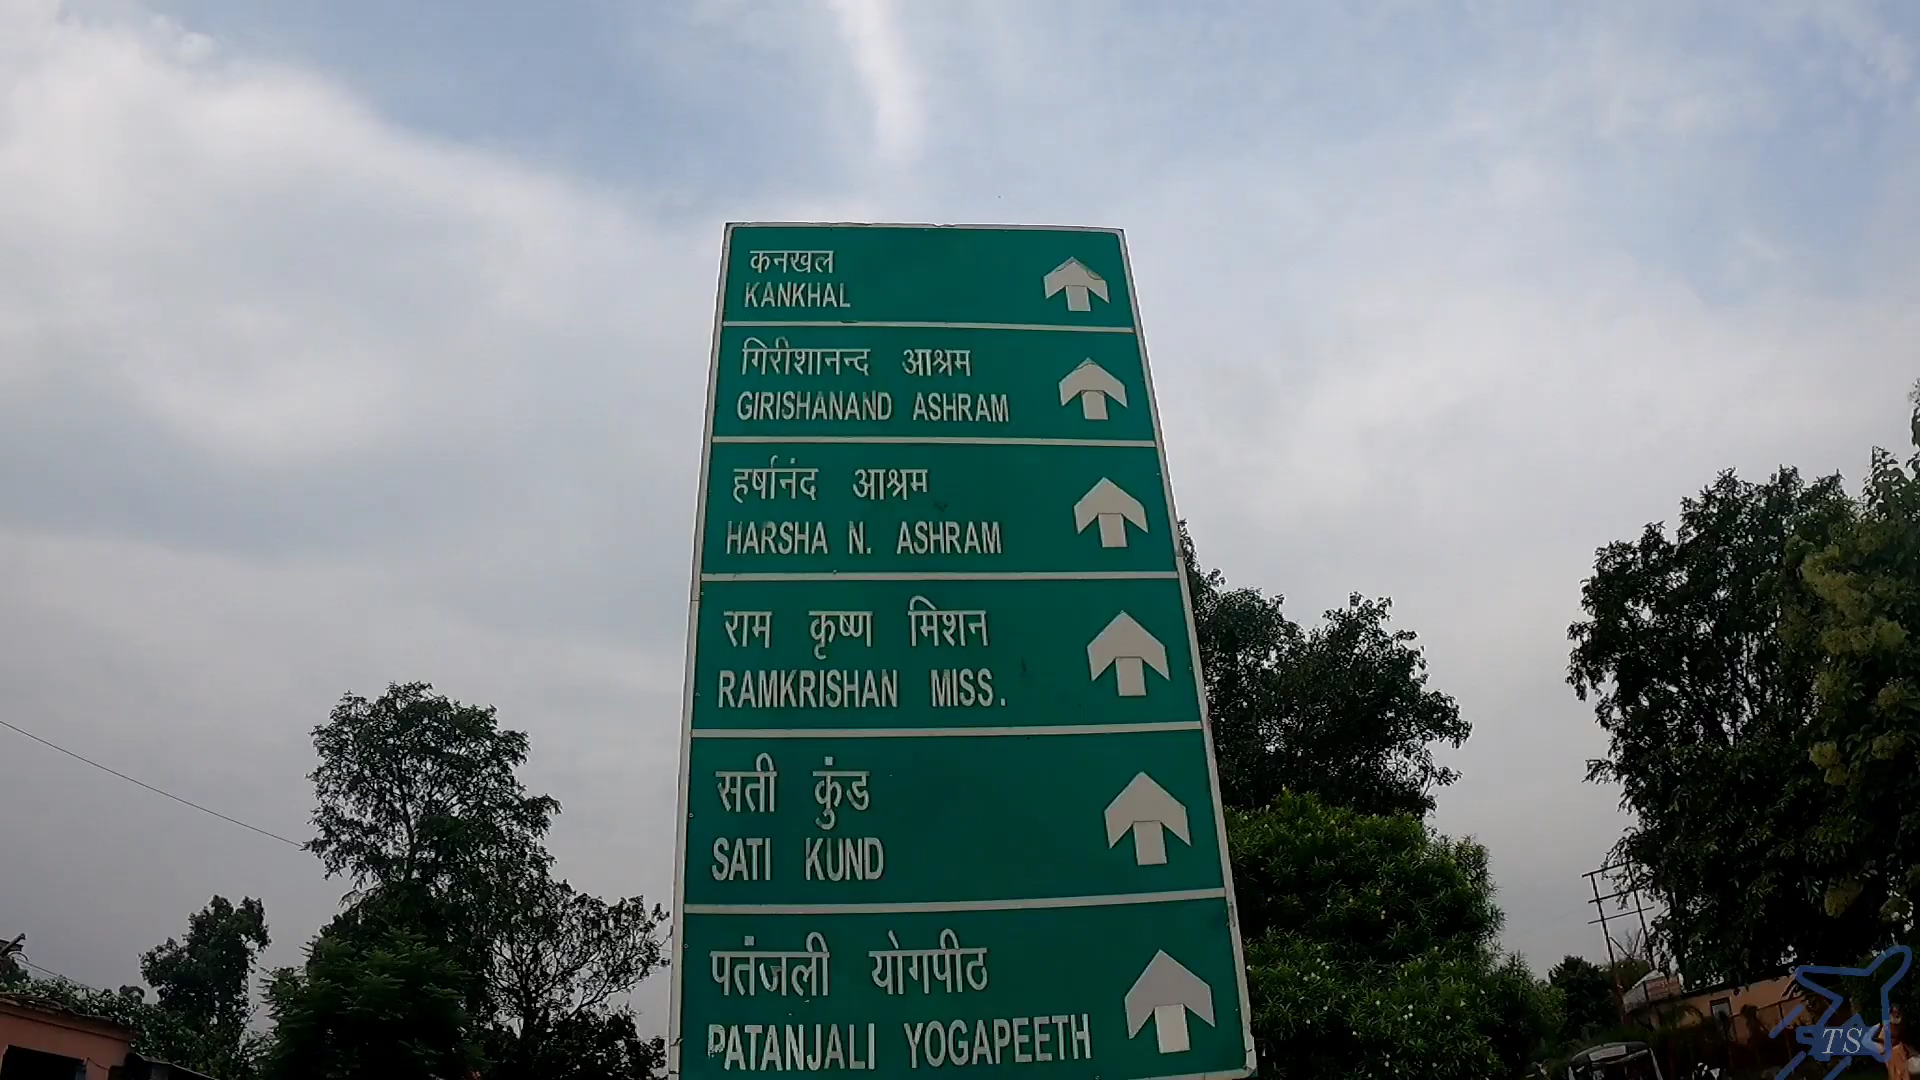 कनखल
KANKHAL
गिरीशानन्द आश्रम
GIRISHANAND ASHRAM
हर्षानंद आश्रम
HARSHA N. ASHRAM
राम कृष्ण मिशन
RAMKRISHAN MISS.
सती कुंड
SATI KUND
पतंजली योगपीठ
PATANJALI YOGAPEETH
TS